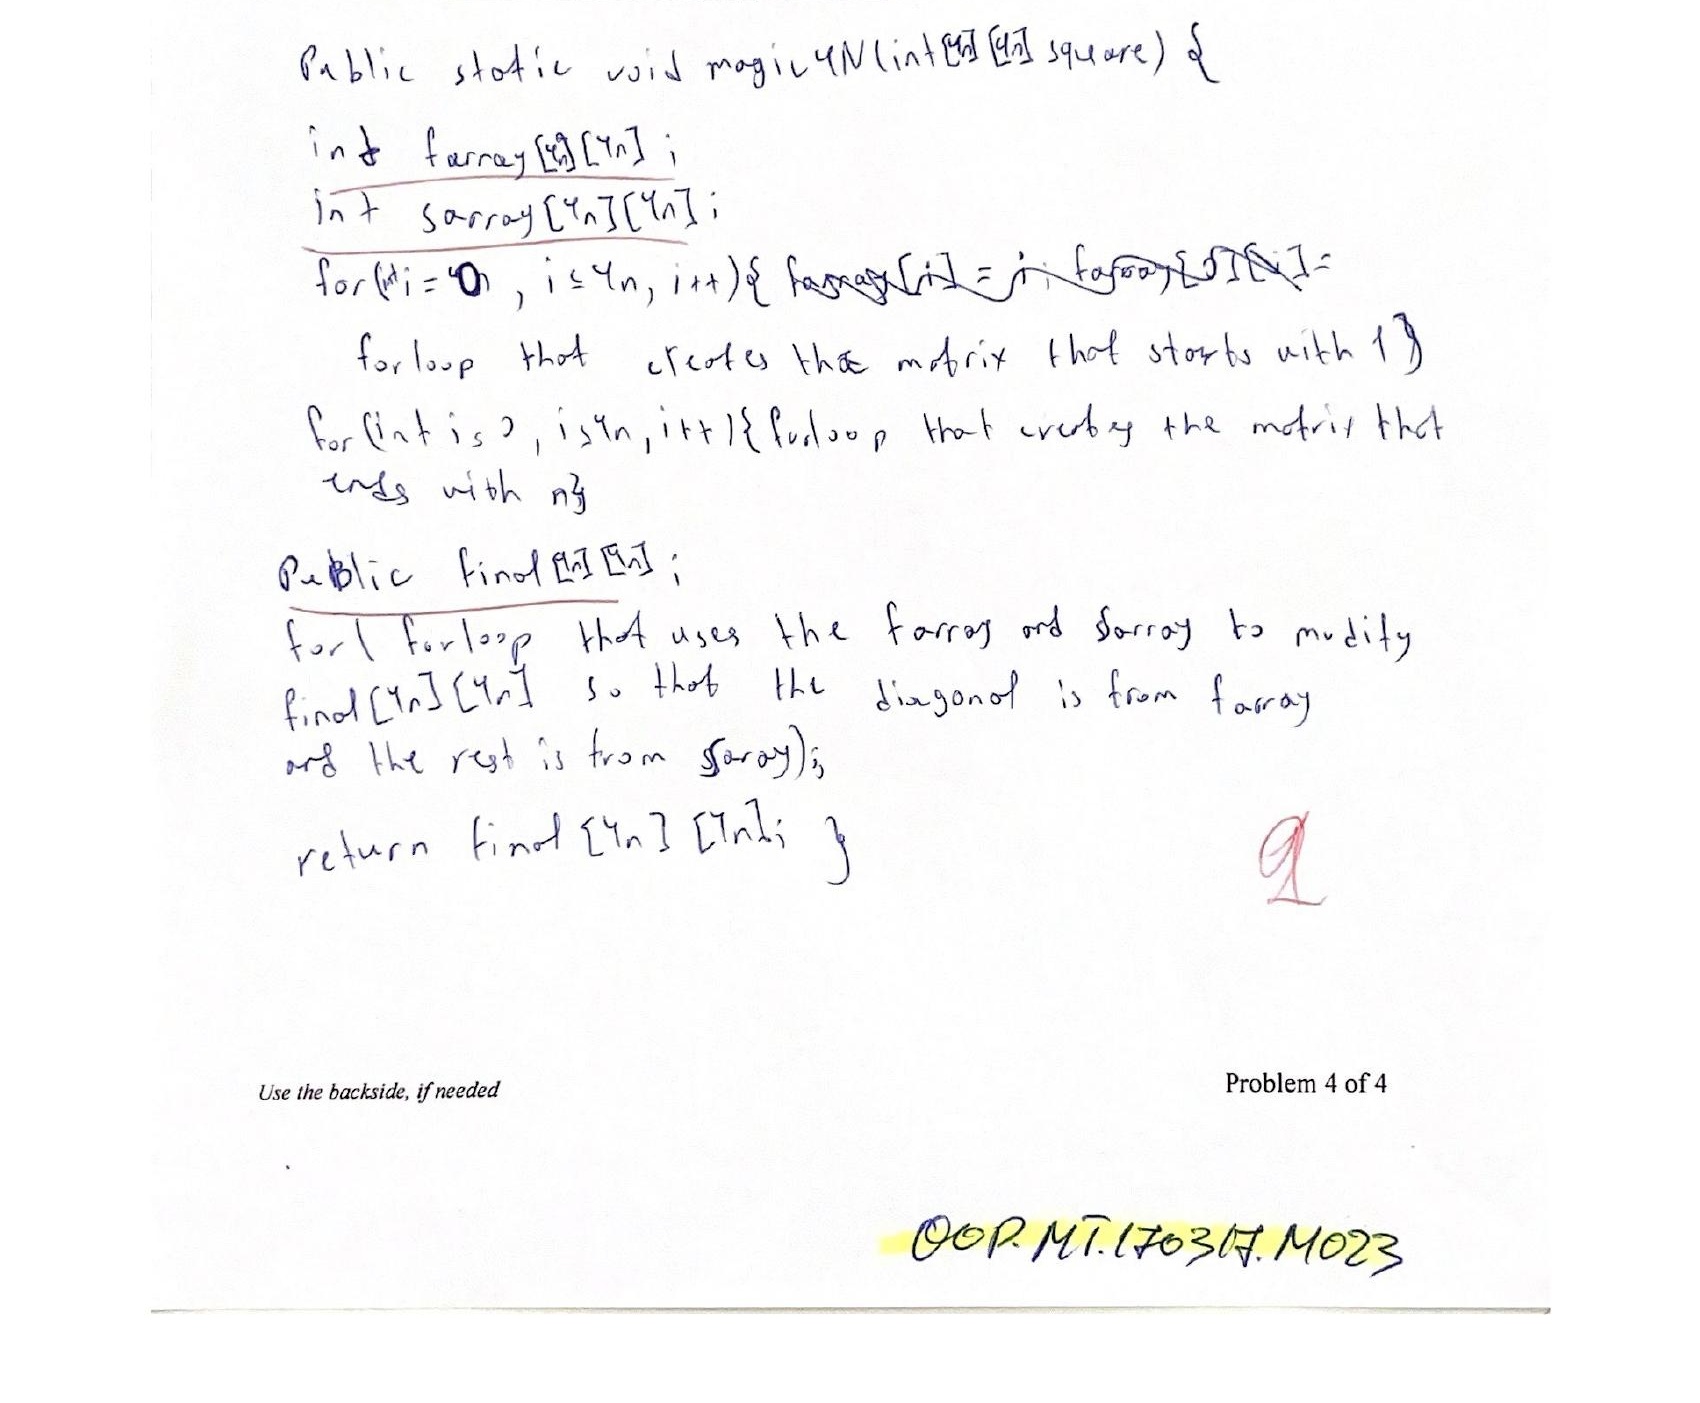 Public static void magic4N(int[4n][4n] square) {
int farray[4n][4n];
int sarray[4n][4n];
for(int i = 0, i ≤ 4n, i++){
for loop that creates the matrix that starts with 1}
for(int i = 0, i ≤ 4n, i++){ forloop that creates the matrix that
ends with n}
Public final[4n][4n];
for( forloop that uses the farray and sarray to modify
final[4n][4n] so that the diagonal is from farray
and the rest is from saray);
return final [4n] [4n]; }
Use the backside, if needed
Problem 4 of 4
OOP.MT.170317.M023